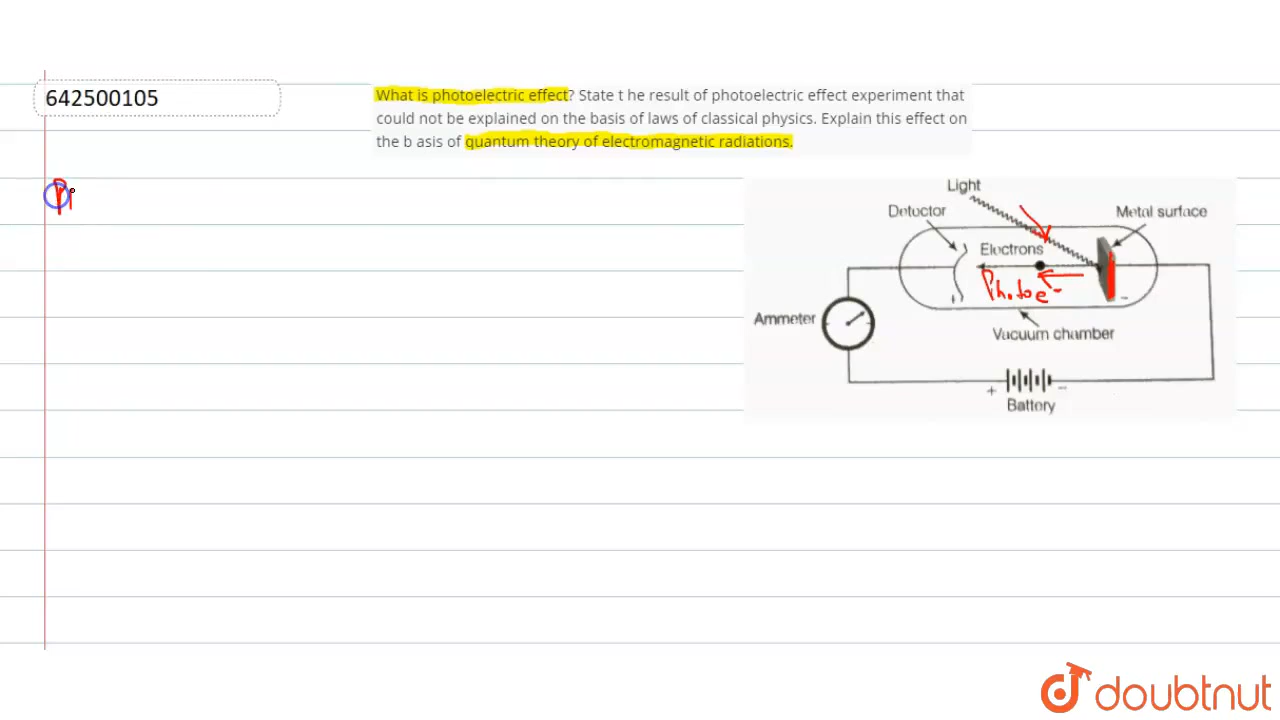 642500105
What is photoelectric effect? State t he result of photoelectric effect experiment that
could not be explained on the basis of laws of classical physics. Explain this effect on
the b asis of quantum theory of electromagnetic radiations.
Light
Detector
Metal surface
Electrons
Photoe-
+
-
Ammeter
Vacuum chamber
+ -
Battery
doubtnut